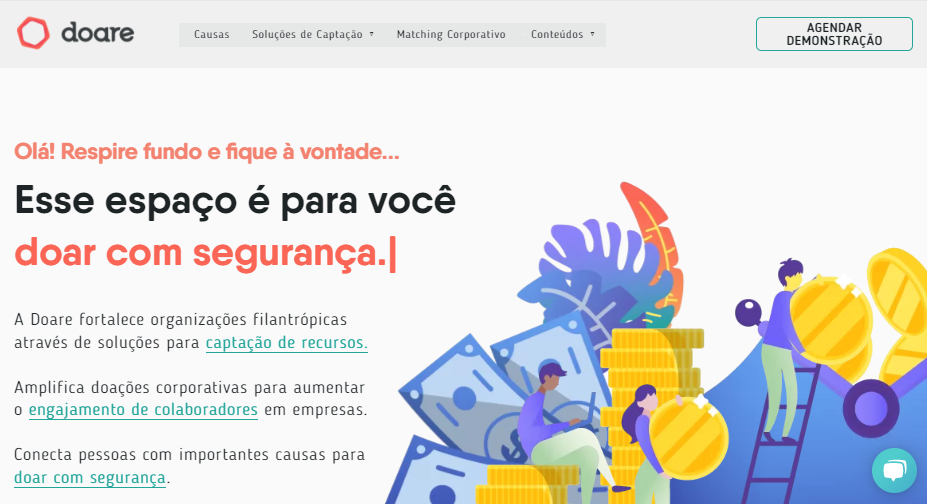 doare
Causas
Soluções de Captação
Matching Corporativo
Conteúdos
AGENDAR
DEMONSTRAÇÃO
Olá! Respire fundo e fique à vontade...
Esse espaço é para você
doar com segurança.|
A Doare fortalece organizações filantrópicas
através de soluções para captação de recursos.
Amplifica doações corporativas para aumentar
o engajamento de colaboradores em empresas.
Conecta pessoas com importantes causas para
doar com segurança.